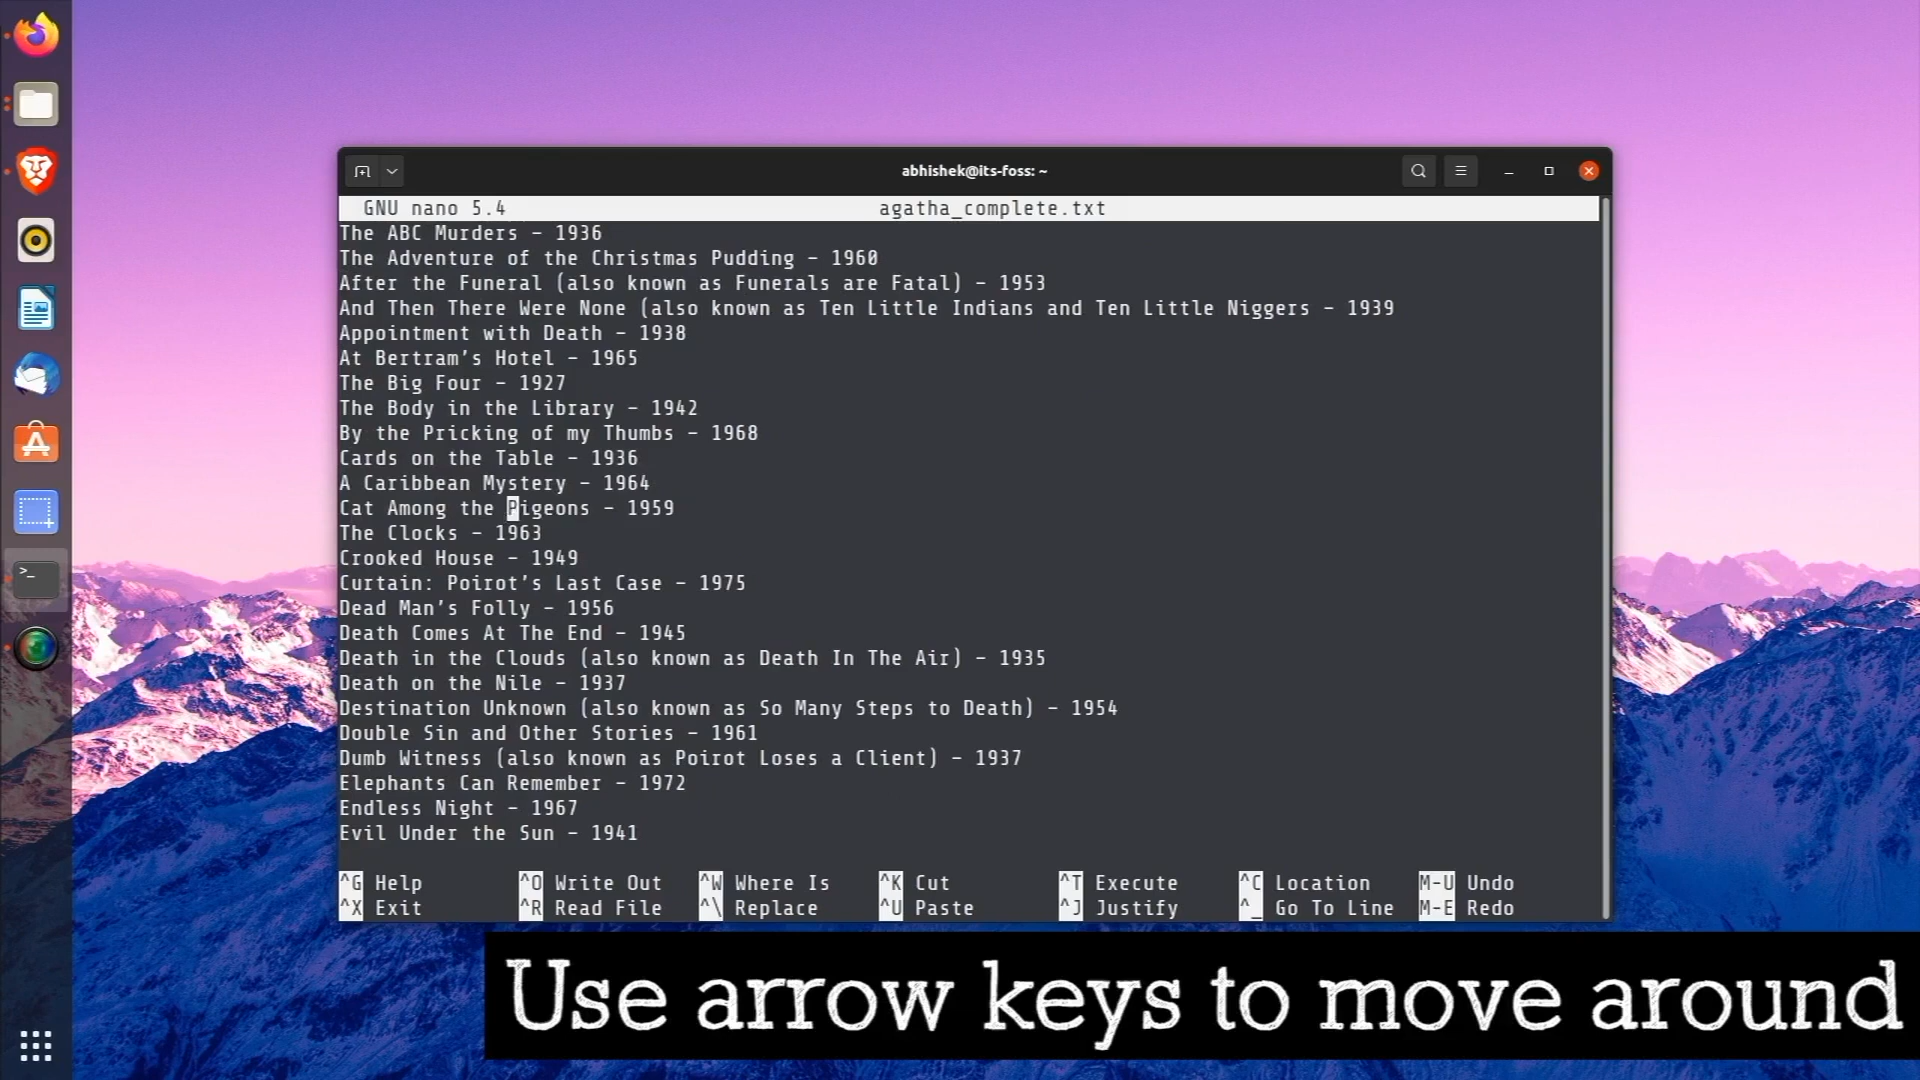 abhishek@its-foss: ~
GNU nano 5.4 agatha_complete.txt
The ABC Murders – 1936
The Adventure of the Christmas Pudding – 1960
After the Funeral (also known as Funerals are Fatal) – 1953
And Then There Were None (also known as Ten Little Indians and Ten Little Niggers – 1939
Appointment with Death – 1938
At Bertram’s Hotel – 1965
The Big Four – 1927
The Body in the Library – 1942
By the Pricking of my Thumbs – 1968
Cards on the Table – 1936
A Caribbean Mystery – 1964
Cat Among the Pigeons – 1959
The Clocks – 1963
Crooked House – 1949
Curtain: Poirot’s Last Case – 1975
Dead Man’s Folly – 1956
Death Comes At The End – 1945
Death in the Clouds (also known as Death In The Air) – 1935
Death on the Nile – 1937
Destination Unknown (also known as So Many Steps to Death) – 1954
Double Sin and Other Stories – 1961
Dumb Witness (also known as Poirot Loses a Client) – 1937
Elephants Can Remember – 1972
Endless Night – 1967
Evil Under the Sun – 1941
^G Help ^O Write Out ^W Where Is ^K Cut ^T Execute ^C Location M-U Undo
^X Exit ^R Read File ^\ Replace ^U Paste ^J Justify ^_ Go To Line M-E Redo
Use arrow keys to move around